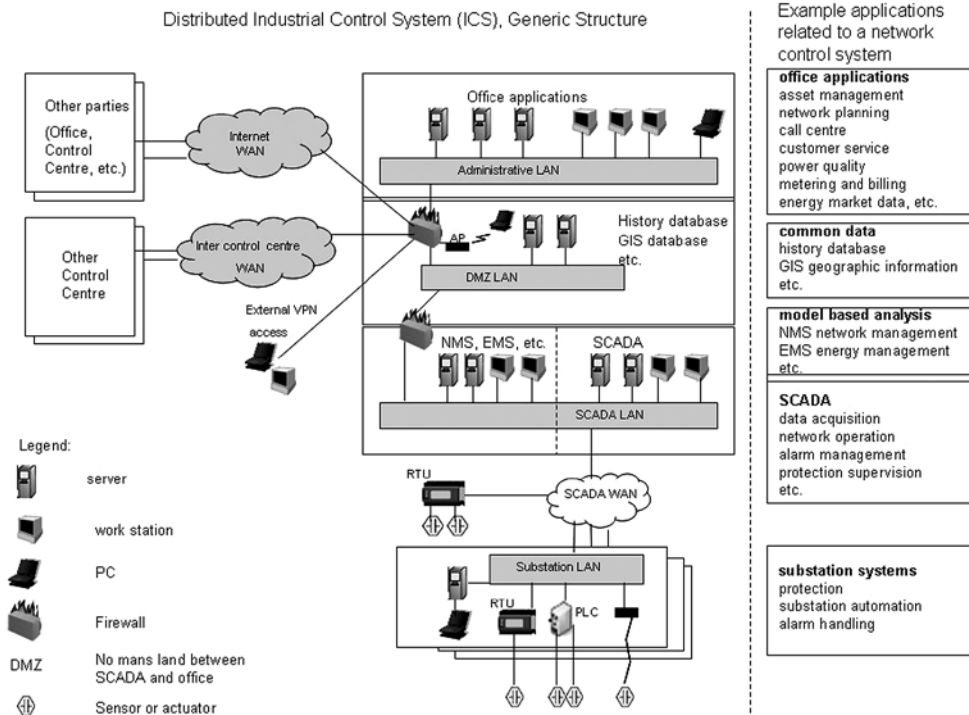 Distributed Industrial Control System (ICS), Generic Structure
Other parties
(Office,
Control
Centre, etc.)
Internet
WAN
Office applications
Administrative LAN
Other
Control
Centre
Inter control centre
WAN
AP
History database
GIS database
etc.
DMZ LAN
External VPN
access
NMS, EMS, etc.
SCADA
SCADA LAN
RTU
SCADA WAN
Substation LAN
RTU
PLC
Legend:
server
work station
PC
Firewall
DMZ
No mans land between
SCADA and office
Sensor or actuator
Example applications
related to a network
control system
office applications
asset management
network planning
call centre
customer service
power quality
metering and billing
energy market data, etc.
common data
history database
GIS geographic information
etc.
model based analysis
NMS network management
EMS energy management
etc.
SCADA
data acquisition
network operation
alarm management
protection supervision
etc.
substation systems
protection
substation automation
alarm handling